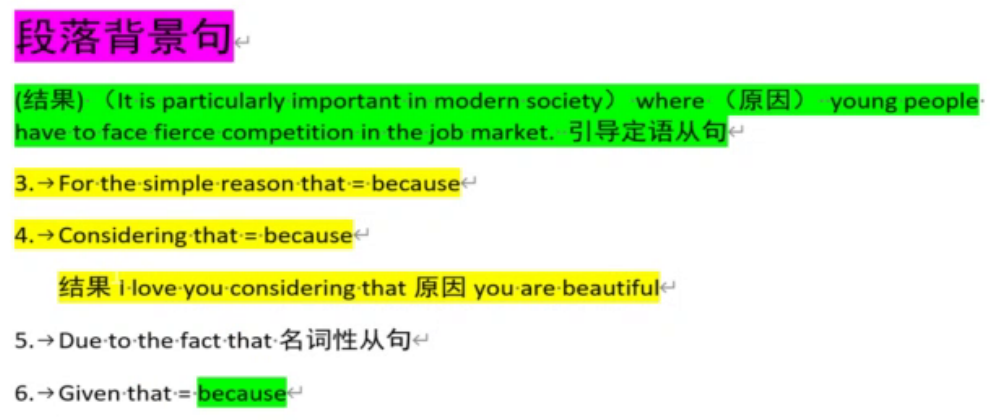 段落背景句
(结果) （It is particularly important in modern society） where （原因） young people
have to face fierce competition in the job market. 引导定语从句
3.→For the simple reason that = because
4.→Considering that = because
结果 i love you considering that 原因 you are beautiful
5.→Due to the fact that 名词性从句
6.→Given that = because